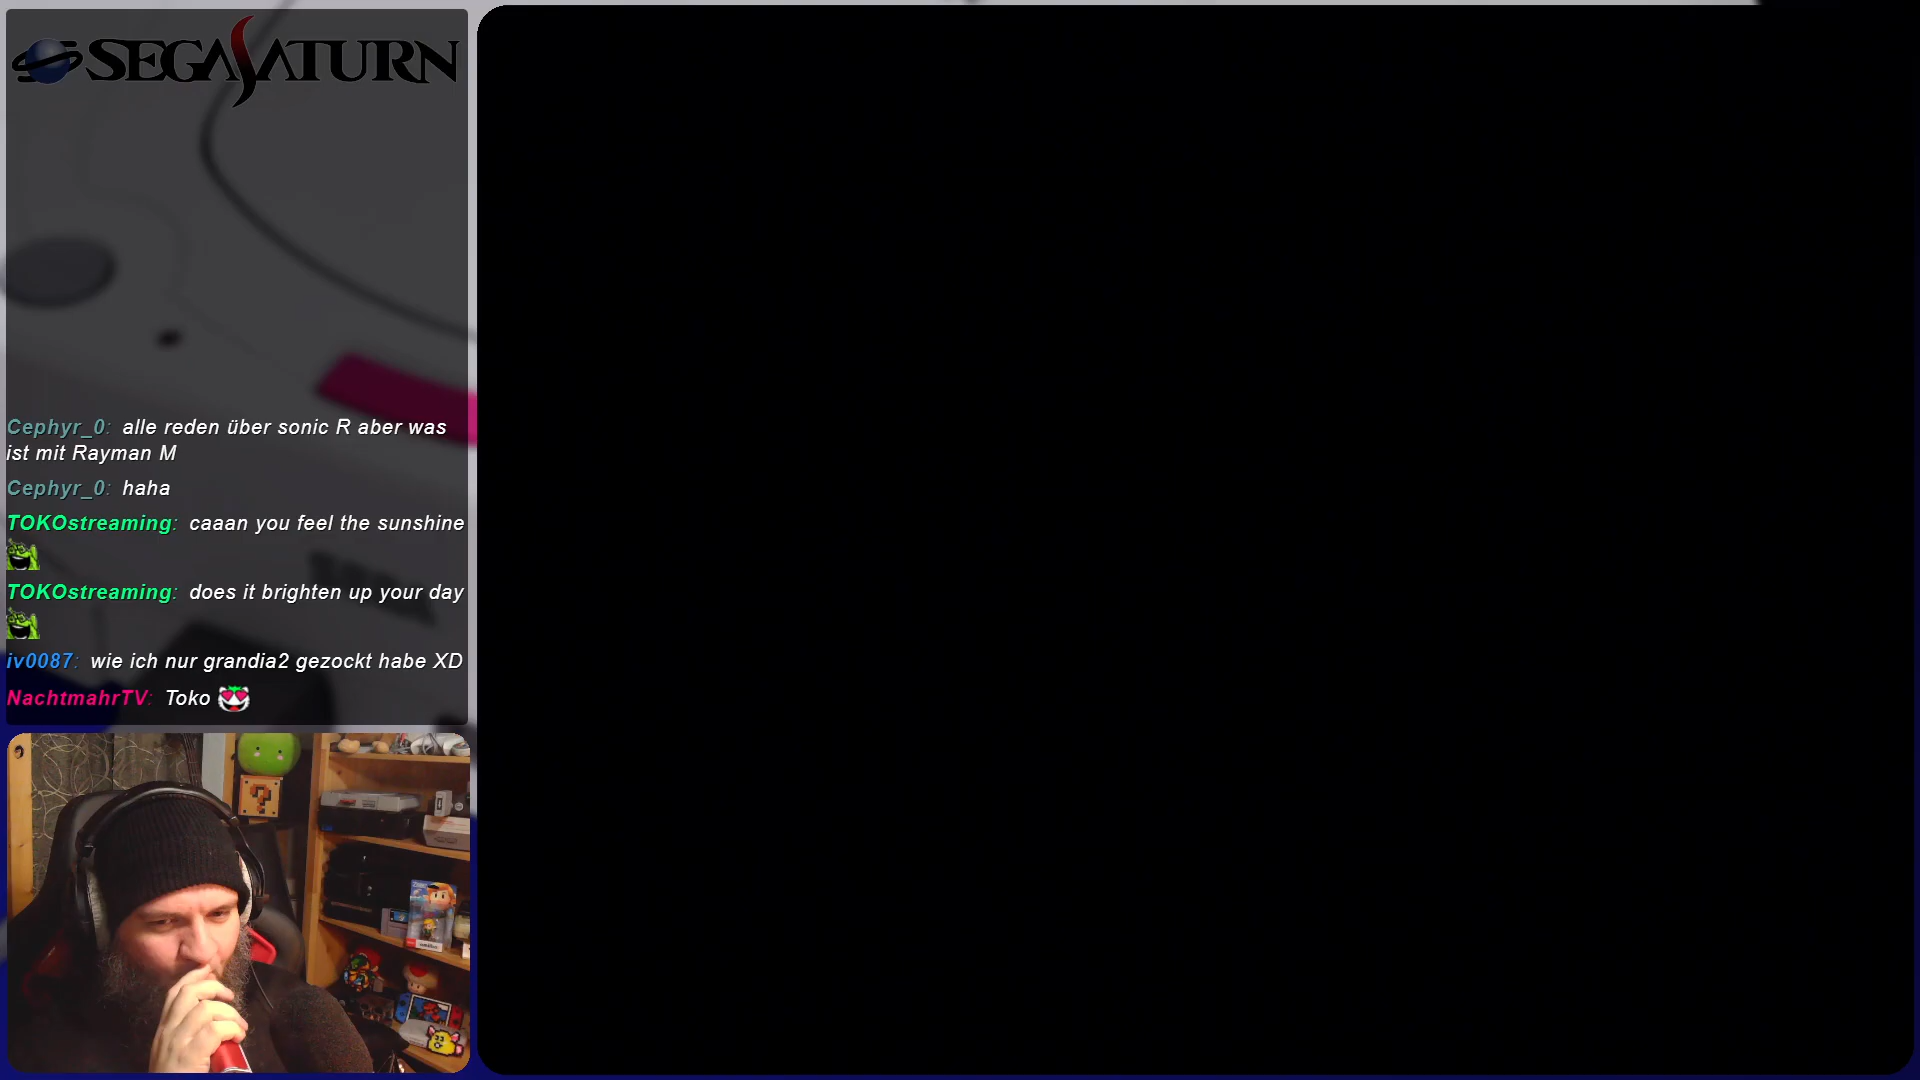 SEGA SATURN
Cephyr_0: alle reden über sonic R aber was
ist mit Rayman M
Cephyr_0: haha
TOKOstreaming: caaan you feel the sunshine
TOKOstreaming: does it brighten up your day
iv0087: wie ich nur grandia2 gezockt habe XD
NachtmahrTV: Toko
?